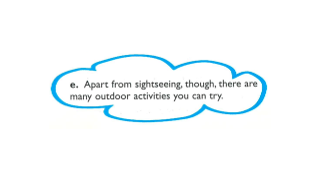 e. Apart from sightseeing, though, there are
many outdoor activities you can try.